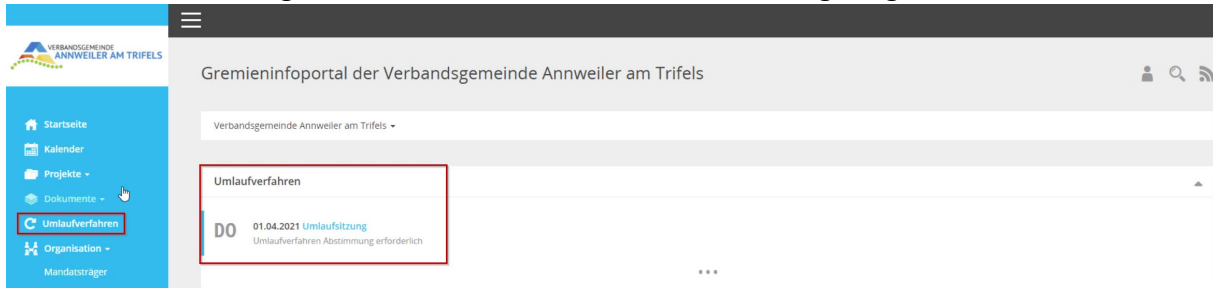 VERBANDSGEMEINDE
ANNWEILER AM TRIFELS
Gremieninfoportal der Verbandsgemeinde Annweiler am Trifels
Startseite
Kalender
Projekte
Dokumente
Umlaufverfahren
Organisation
Mandatsträger
Verbandsgemeinde Annweiler am Trifels
Umlaufverfahren
DO
01.04.2021 Umlaufsitzung
Umlaufverfahren Abstimmung erforderlich